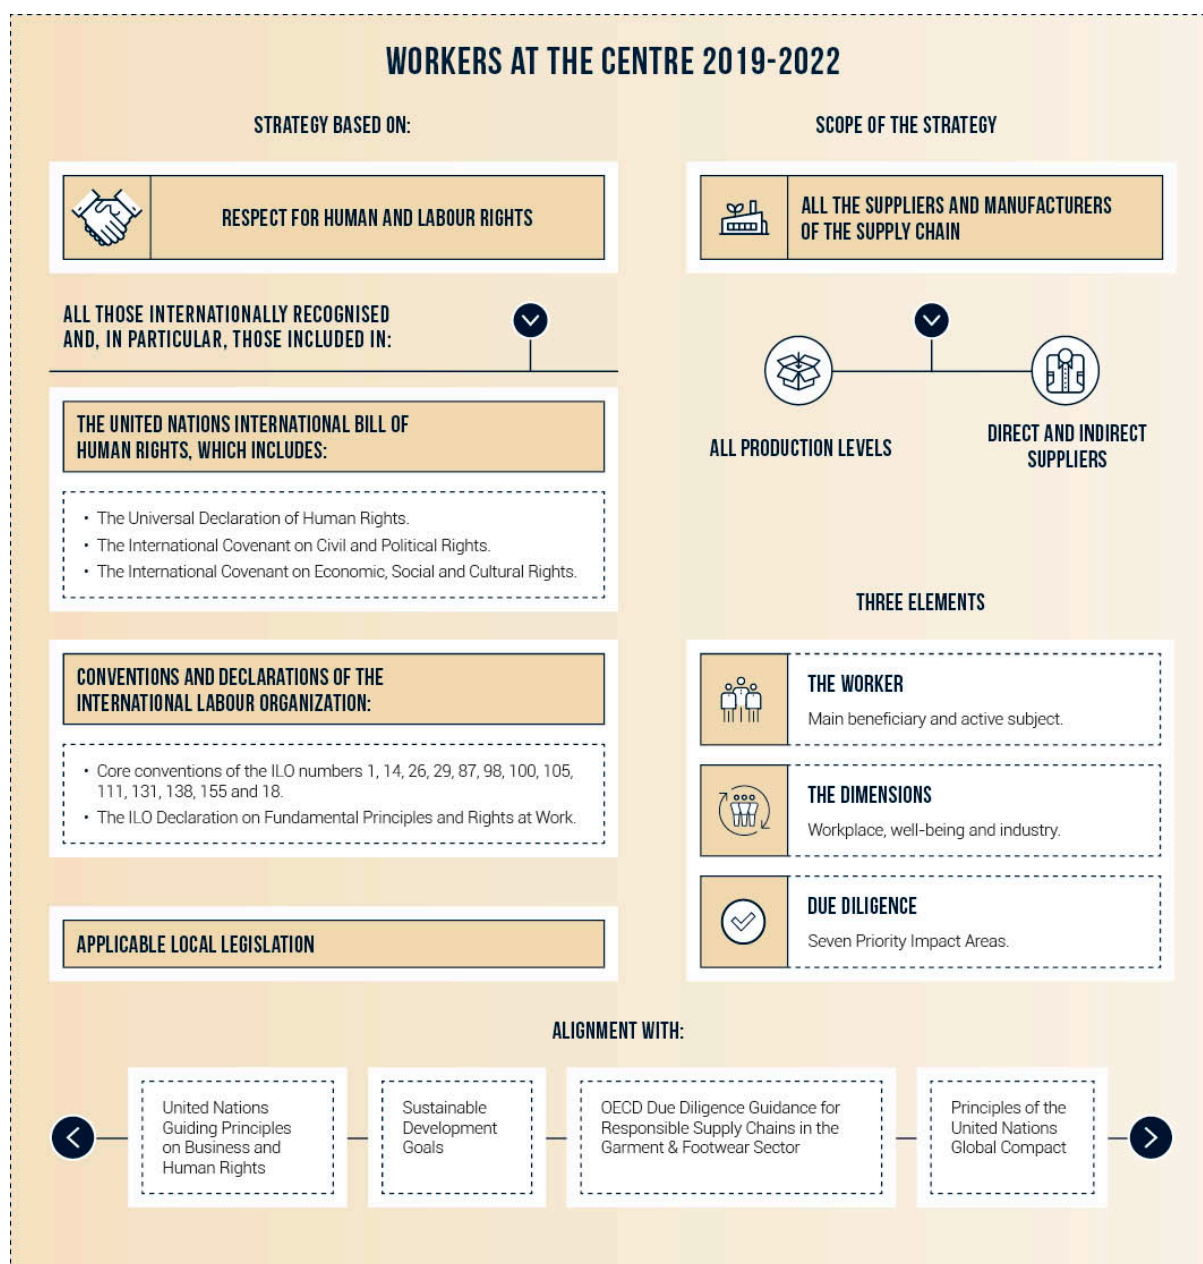 WORKERS AT THE CENTRE 2019-2022
STRATEGY BASED ON:
RESPECT FOR HUMAN AND LABOUR RIGHTS
ALL THOSE INTERNATIONALLY RECOGNISED
AND, IN PARTICULAR, THOSE INCLUDED IN:
THE UNITED NATIONS INTERNATIONAL BILL OF
HUMAN RIGHTS, WHICH INCLUDES:
• The Universal Declaration of Human Rights.
• The International Covenant on Civil and Political Rights.
• The International Covenant on Economic, Social and Cultural Rights.
CONVENTIONS AND DECLARATIONS OF THE
INTERNATIONAL LABOUR ORGANIZATION:
• Core conventions of the ILO numbers 1, 14, 26, 29, 87, 98, 100, 105,
111, 131, 138, 155 and 18.
• The ILO Declaration on Fundamental Principles and Rights at Work.
APPLICABLE LOCAL LEGISLATION
SCOPE OF THE STRATEGY
ALL THE SUPPLIERS AND MANUFACTURERS
OF THE SUPPLY CHAIN
ALL PRODUCTION LEVELS
DIRECT AND INDIRECT
SUPPLIERS
THREE ELEMENTS
THE WORKER
Main beneficiary and active subject.
THE DIMENSIONS
Workplace, well-being and industry.
DUE DILIGENCE
Seven Priority Impact Areas.
ALIGNMENT WITH:
United Nations
Guiding Principles
on Business and
Human Rights
Sustainable
Development
Goals
OECD Due Diligence Guidance for
Responsible Supply Chains in the
Garment & Footwear Sector
Principles of the
United Nations
Global Compact